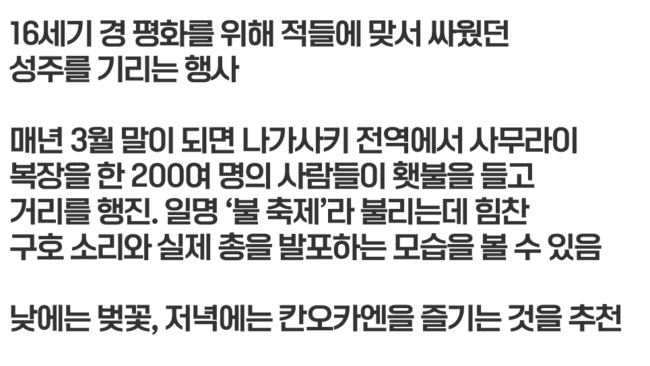 16세기 경 평화를 위해 적들에 맞서 싸웠던
성주를 기리는 행사
매년 3월 말이 되면 나가사키 전역에서 사무라이
복장을 한 200여 명의 사람들이 횃불을 들고
거리를 행진. 일명 ‘불 축제’라 불리는데 힘찬
구호 소리와 실제 총을 발포하는 모습을 볼 수 있음
낮에는 벚꽃, 저녁에는 칸오카엔을 즐기는 것을 추천